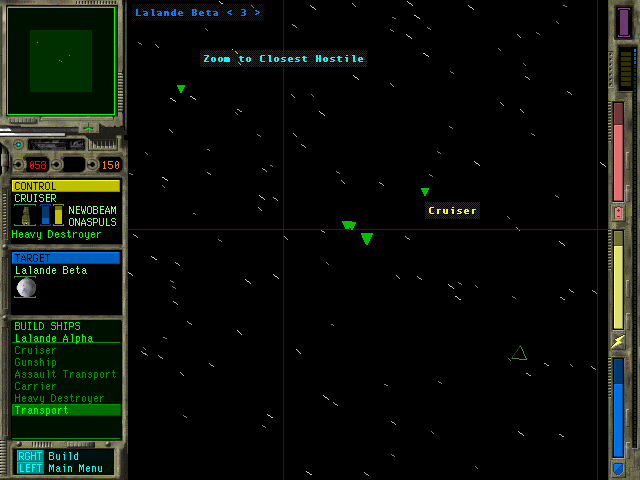 Lalande Beta < 3 >
Zoom to Closest Hostile
Cruiser
058 150
CONTROL
CRUISER
NEWOBEAM
ONASPULS
Heavy Destroyer
TARGET
Lalande Beta
BUILD SHIPS
Lalande Alpha
Cruiser
Gunship
Assault Transport
Carrier
Heavy Destroyer
Transport
RGHT Build
LEFT Main Menu